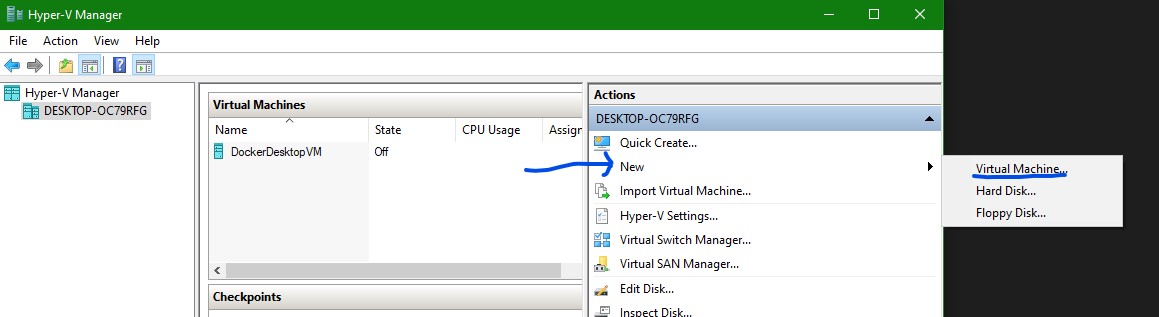 Hyper-V Manager
File Action View Help
Hyper-V Manager
DESKTOP-OC79RFG
Virtual Machines
Name State CPU Usage Assign
DockerDesktopVM Off
Checkpoints
Actions
DESKTOP-OC79RFG
Quick Create...
New
Import Virtual Machine...
Hyper-V Settings...
Virtual Switch Manager...
Virtual SAN Manager...
Edit Disk...
Inspect Disk...
Virtual Machine...
Hard Disk...
Floppy Disk...